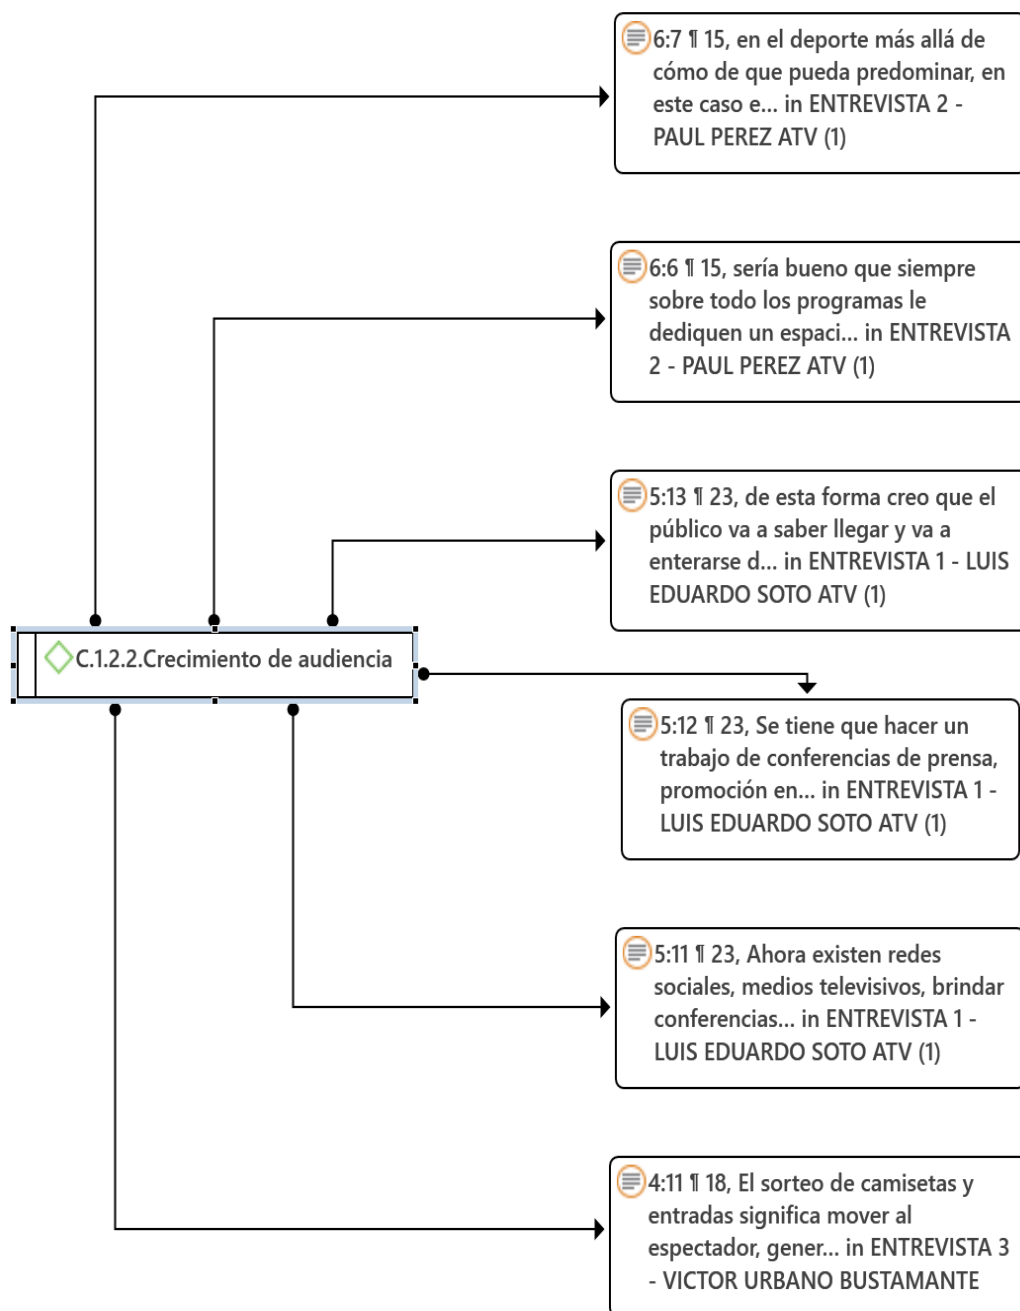 6:7 ¶ 15, en el deporte más allá de
cómo de que pueda predominar, en
este caso e... in ENTREVISTA 2 -
PAUL PEREZ ATV (1)
6:6 ¶ 15, sería bueno que siempre
sobre todo los programas le
dediquen un espaci... in ENTREVISTA
2 - PAUL PEREZ ATV (1)
5:13 ¶ 23, de esta forma creo que el
público va a saber llegar y va a
enterarse d... in ENTREVISTA 1 - LUIS
EDUARDO SOTO ATV (1)
C.1.2.2.Crecimiento de audiencia
5:12 ¶ 23, Se tiene que hacer un
trabajo de conferencias de prensa,
promoción en... in ENTREVISTA 1 -
LUIS EDUARDO SOTO ATV (1)
5:11 ¶ 23, Ahora existen redes
sociales, medios televisivos, brindar
conferencias... in ENTREVISTA 1 -
LUIS EDUARDO SOTO ATV (1)
4:11 ¶ 18, El sorteo de camisetas y
entradas significa mover al
espectador, gener... in ENTREVISTA 3
- VICTOR URBANO BUSTAMANTE